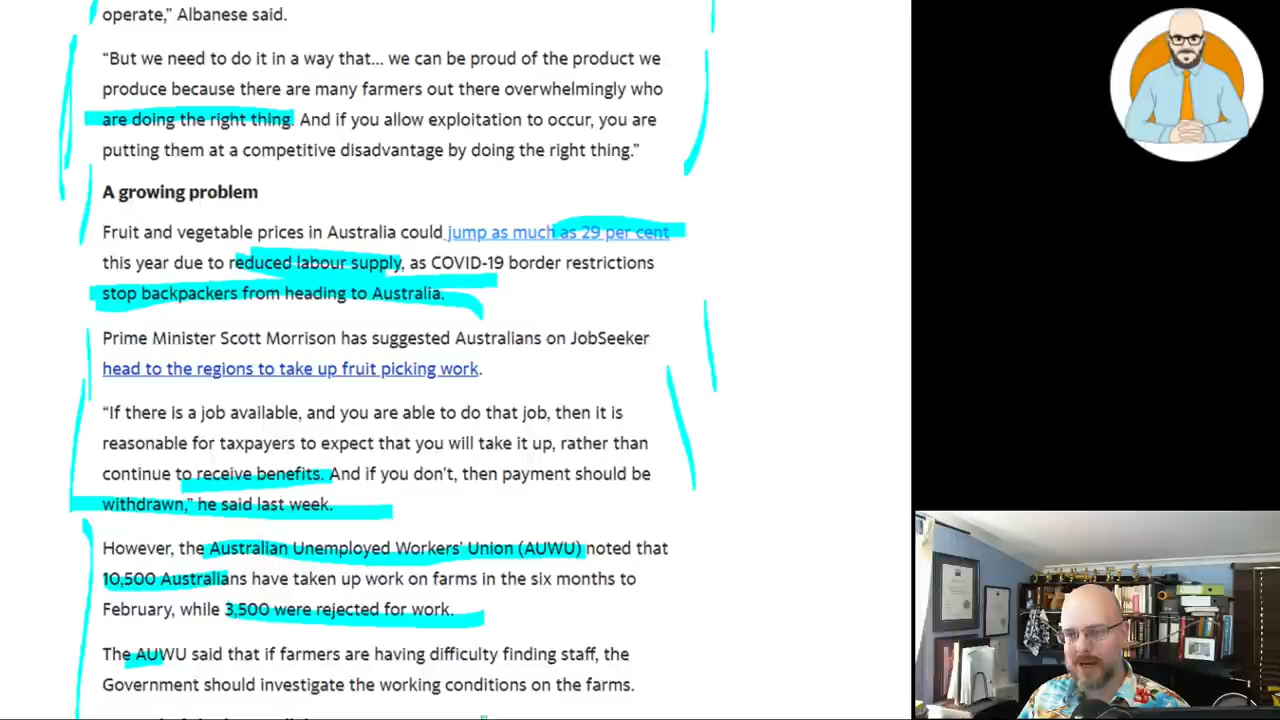 operate,” Albanese said.
“But we need to do it in a way that... we can be proud of the product we
produce because there are many farmers out there overwhelmingly who
are doing the right thing. And if you allow exploitation to occur, you are
putting them at a competitive disadvantage by doing the right thing.”
A growing problem
Fruit and vegetable prices in Australia could jump as much as 29 per cent
this year due to reduced labour supply, as COVID-19 border restrictions
stop backpackers from heading to Australia.
Prime Minister Scott Morrison has suggested Australians on JobSeeker
head to the regions to take up fruit picking work.
“If there is a job available, and you are able to do that job, then it is
reasonable for taxpayers to expect that you will take it up, rather than
continue to receive benefits. And if you don’t, then payment should be
withdrawn,” he said last week.
However, the Australian Unemployed Workers’ Union (AUWU) noted that
10,500 Australians have taken up work on farms in the six months to
February, while 3,500 were rejected for work.
The AUWU said that if farmers are having difficulty finding staff, the
Government should investigate the working conditions on the farms.